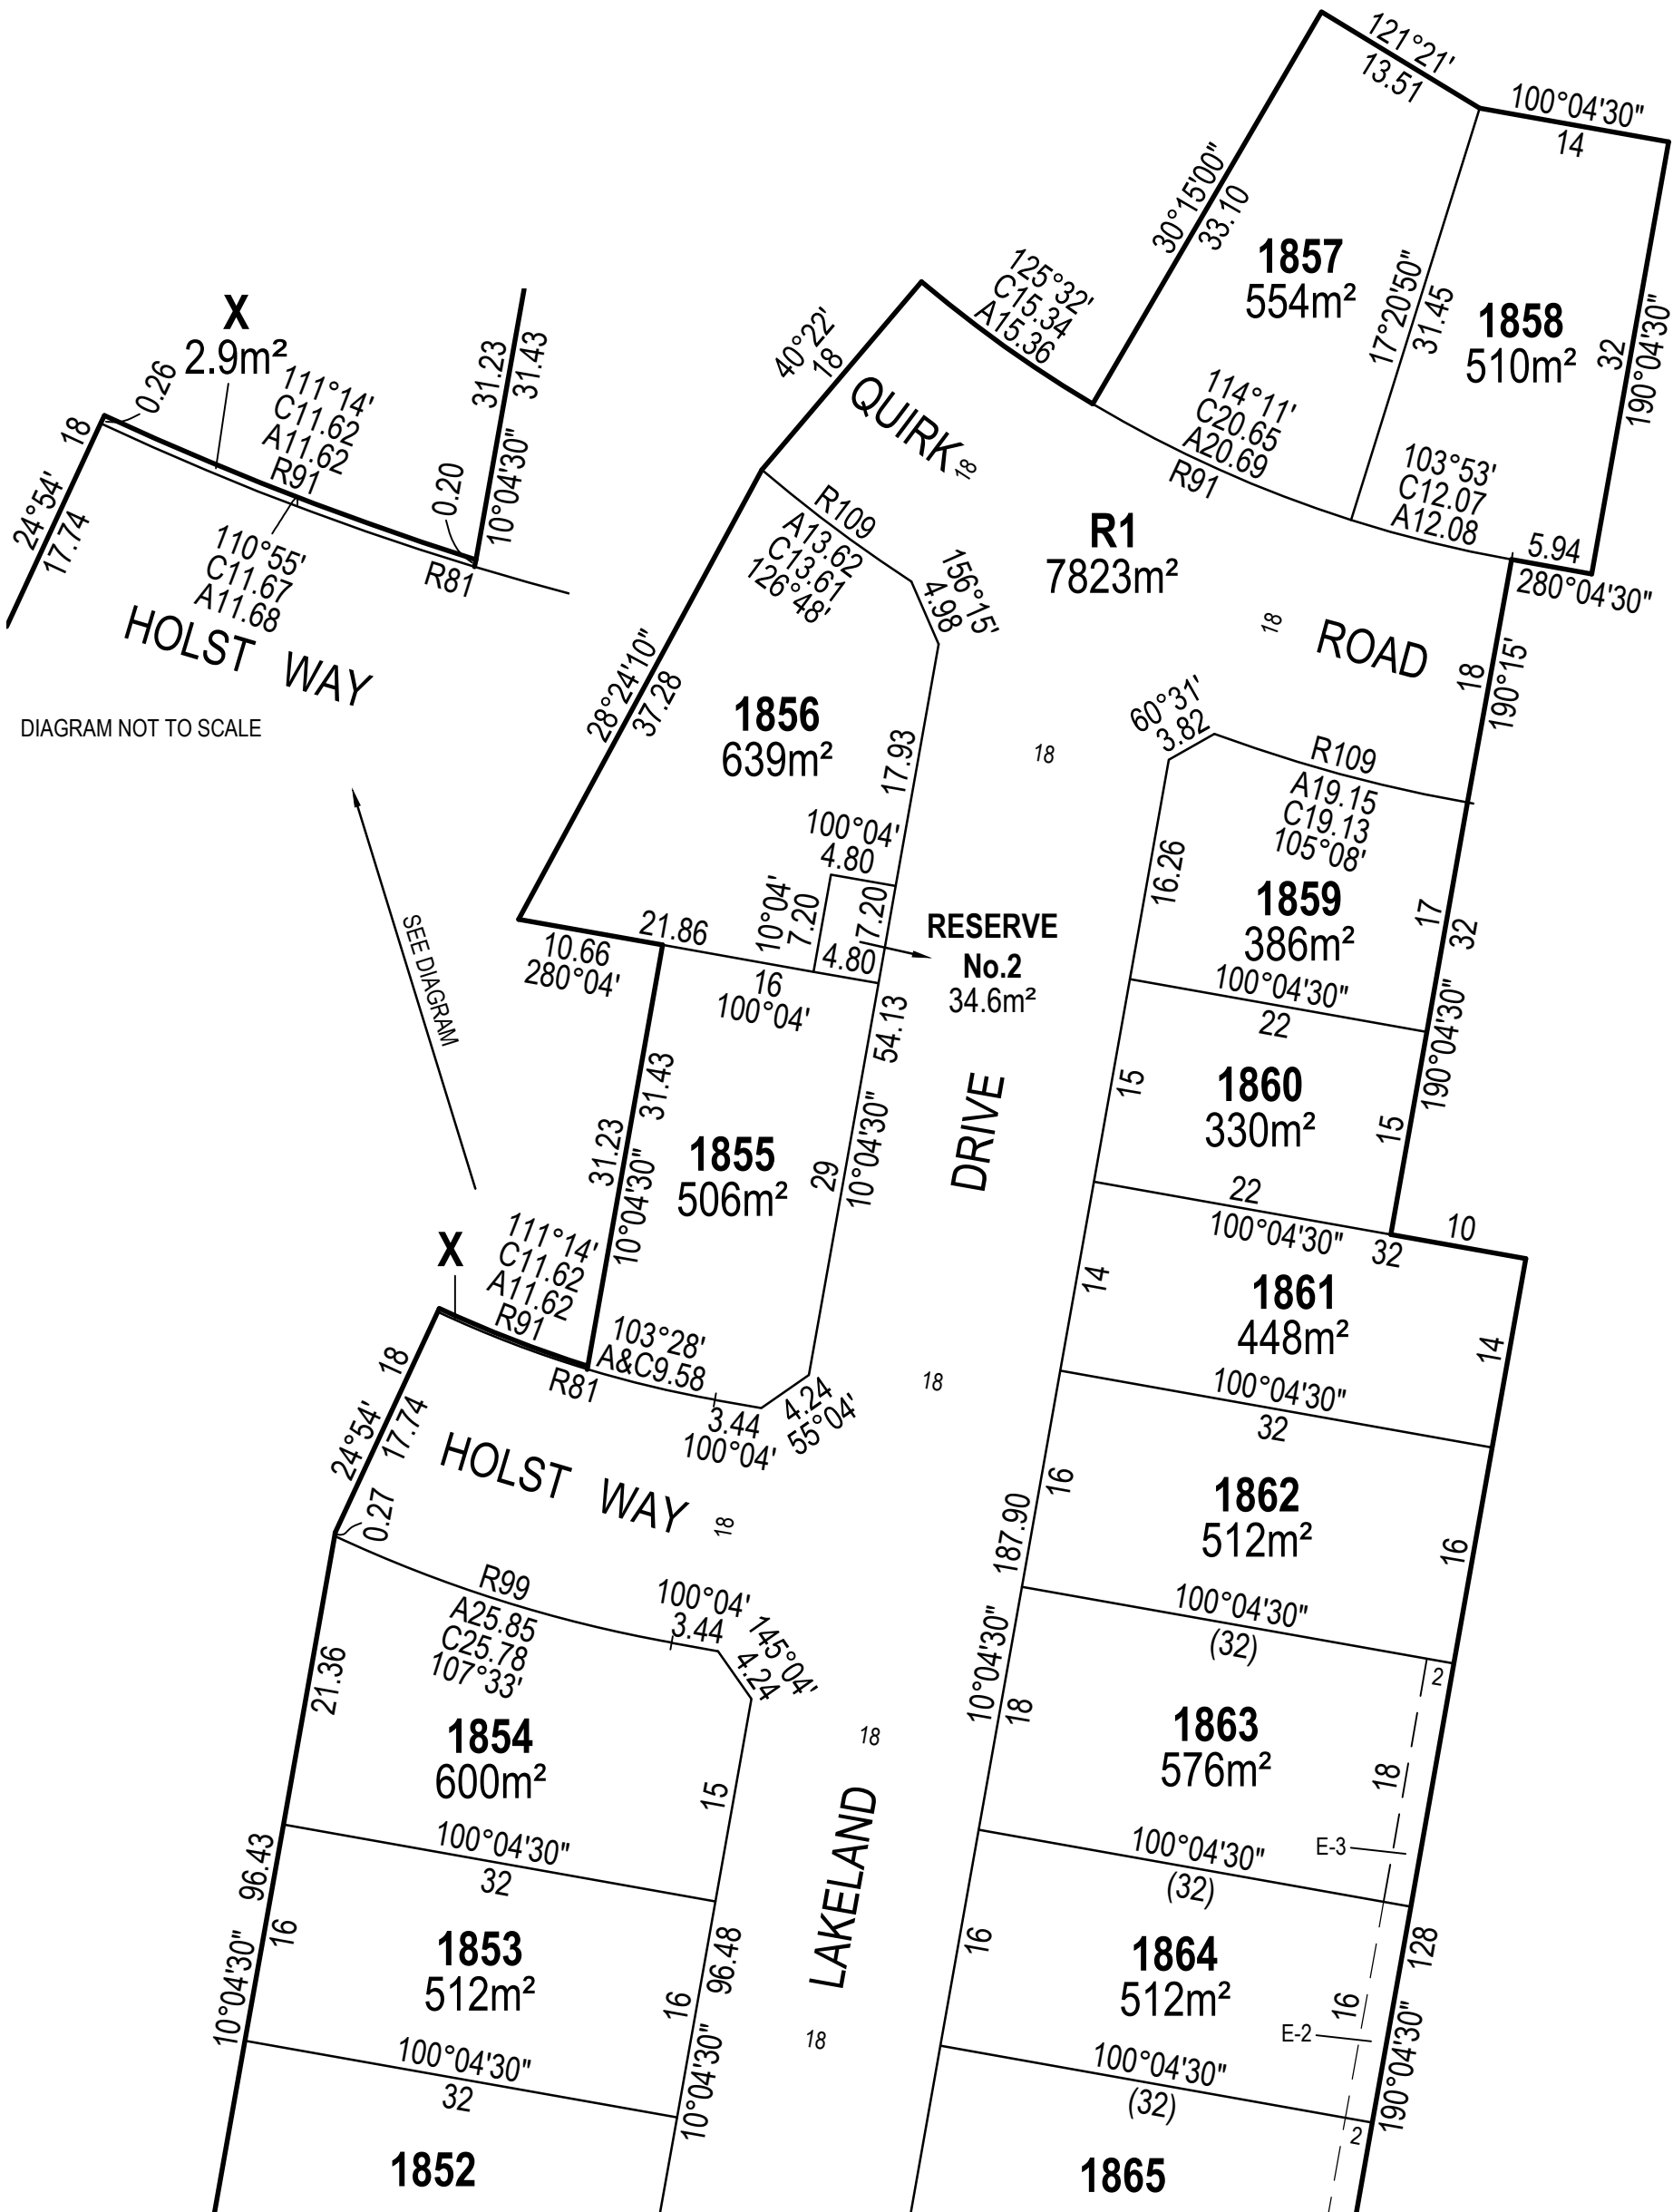 121°21'
13.51
100°04'30"
14
30°15'00"
33.10
1857
554m²
17°20'50"
31.45
1858
510m²
32
190°04'30"
125°32'
C15.34
A15.36
40°22'
18
QUIRK
18
114°11'
C20.65
A20.69
R91
103°53'
C12.07
A12.08
5.94
280°04'30"
X
2.9m²
0.26
111°14'
C11.62
A11.62
R91
31.23
31.43
18
24°54'
17.74
0.20
10°04'30"
R81
110°55'
C11.67
A11.68
HOLST WAY
DIAGRAM NOT TO SCALE
R109
A13.62
C13.61
126°48'
156°15'
4.98
R1
7823m²
18
ROAD
18
190°15'
28°24'10"
37.28
1856
639m²
17.93
18
60°31'
3.82
R109
A19.15
C19.13
105°08'
16.26
1859
386m²
17
32
100°04'
4.80
10°04'
7.20
7.20
4.80
RESERVE
No.2
34.6m²
21.86
10.66
280°04'
16
100°04'
SEE DIAGRAM
54.13
100°04'30"
22
190°04'30"
1860
330m²
15
15
DRIVE
31.43
31.23
10°04'30"
1855
506m²
29
10°04'30"
22
100°04'30"
32
10
X
111°14'
C11.62
A11.62
R91
R81
103°28'
A&C9.58
3.44
100°04'
4.24
55°04'
18
14
1861
448m²
14
18
24°54'
17.74
0.27
HOLST WAY
18
100°04'30"
32
16
1862
512m²
16
187.90
10°04'30"
100°04'30"
(32)
2
R99
A25.85
C25.78
107°33'
100°04'
3.44
145°04'
4.24
21.36
1854
600m²
15
18
18
1863
576m²
18
LAKELAND
100°04'30"
32
96.43
10°04'30"
16
1853
512m²
16
96.48
10°04'30"
18
100°04'30"
(32)
E-3
16
1864
512m²
16
E-2
128
190°04'30"
100°04'30"
32
100°04'30"
(32)
2
1852
1865